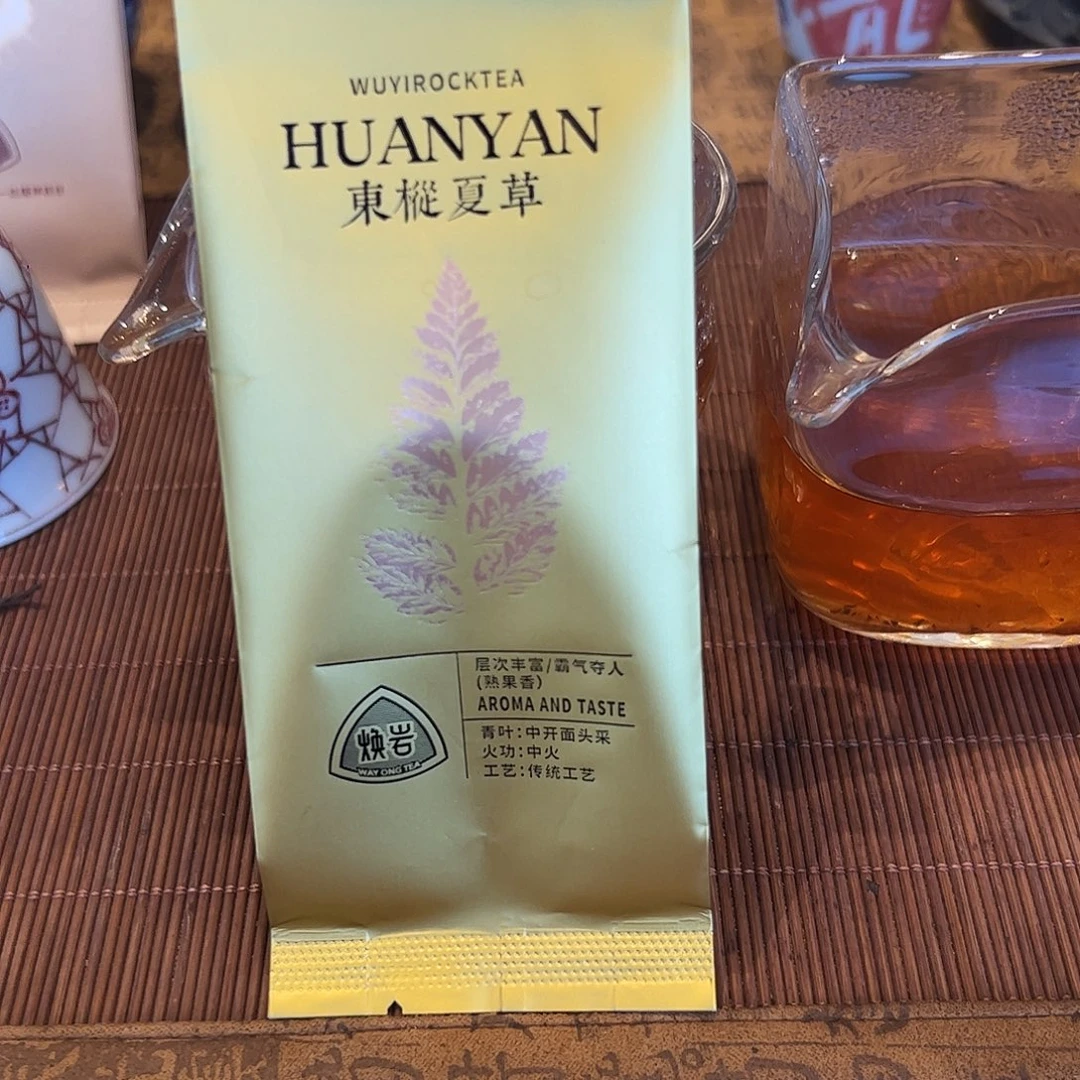 WUYIROCKTEA
HUANYAN
東樅夏草
层次丰富/霸气夺人
(熟果香)
AROMA AND TASTE
青叶:中开面头采
火功:中火
工艺:传统工艺
焕岩
WAY ONG TEA